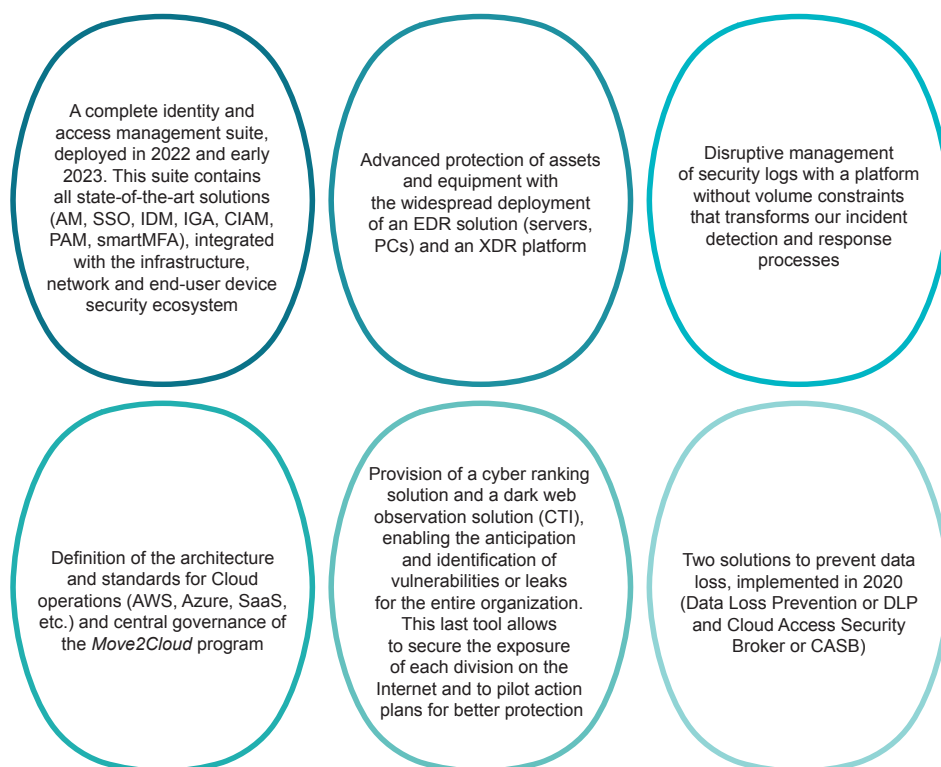 A complete identity and
access management suite,
deployed in 2022 and early
2023. This suite contains
all state-of-the-art solutions
(AM, SSO, IDM, IGA, CIAM,
PAM, smartMFA), integrated
with the infrastructure,
network and end-user device
security ecosystem
Advanced protection of assets
and equipment with
the widespread deployment
of an EDR solution (servers,
PCs) and an XDR platform
Disruptive management
of security logs with a platform
without volume constraints
that transforms our incident
detection and response
processes
Definition of the architecture
and standards for Cloud
operations (AWS, Azure, SaaS,
etc.) and central governance of
the Move2Cloud program
Provision of a cyber ranking
solution and a dark web
observation solution (CTI),
enabling the anticipation
and identification of
vulnerabilities or leaks
for the entire organization.
This last tool allows
to secure the exposure
of each division on the
Internet and to pilot action
plans for better protection
Two solutions to prevent data
loss, implemented in 2020
(Data Loss Prevention or DLP
and Cloud Access Security
Broker or CASB)